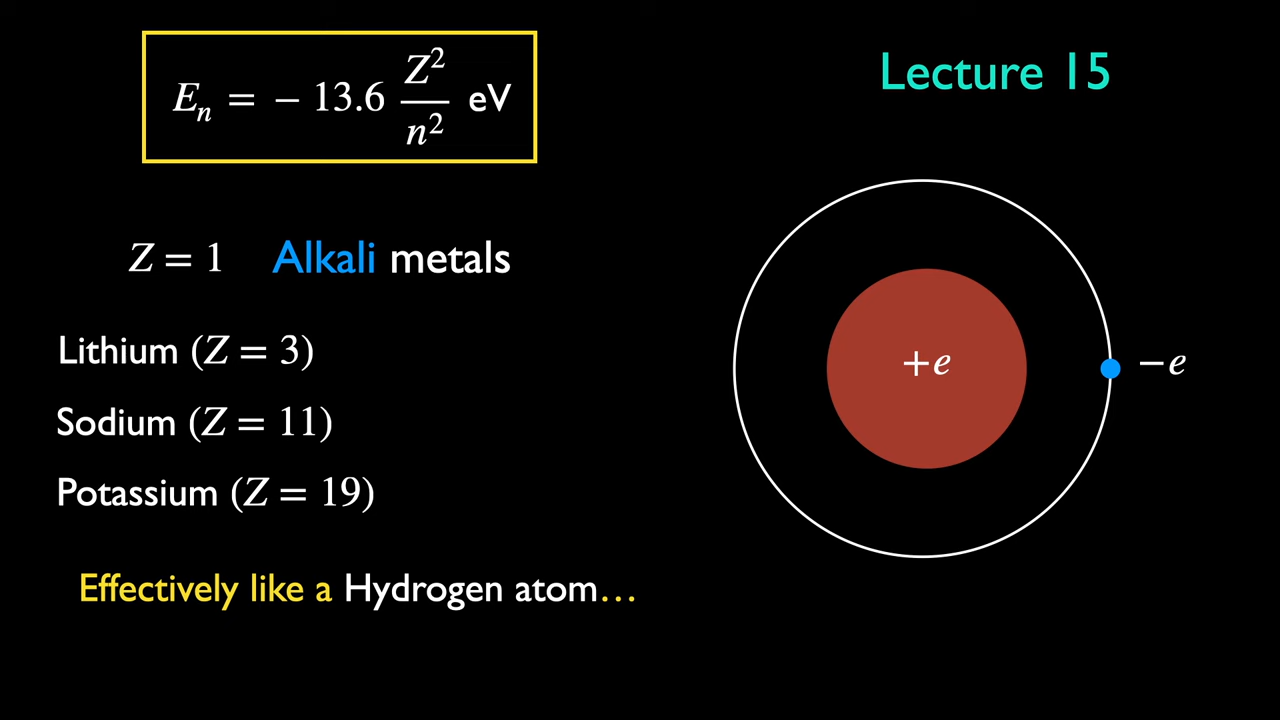 Lecture 15
E_n = − 13.6 Z²/n² eV
Z = 1 Alkali metals
Lithium (Z = 3)
Sodium (Z = 11)
Potassium (Z = 19)
Effectively like a Hydrogen atom…
+e
−e